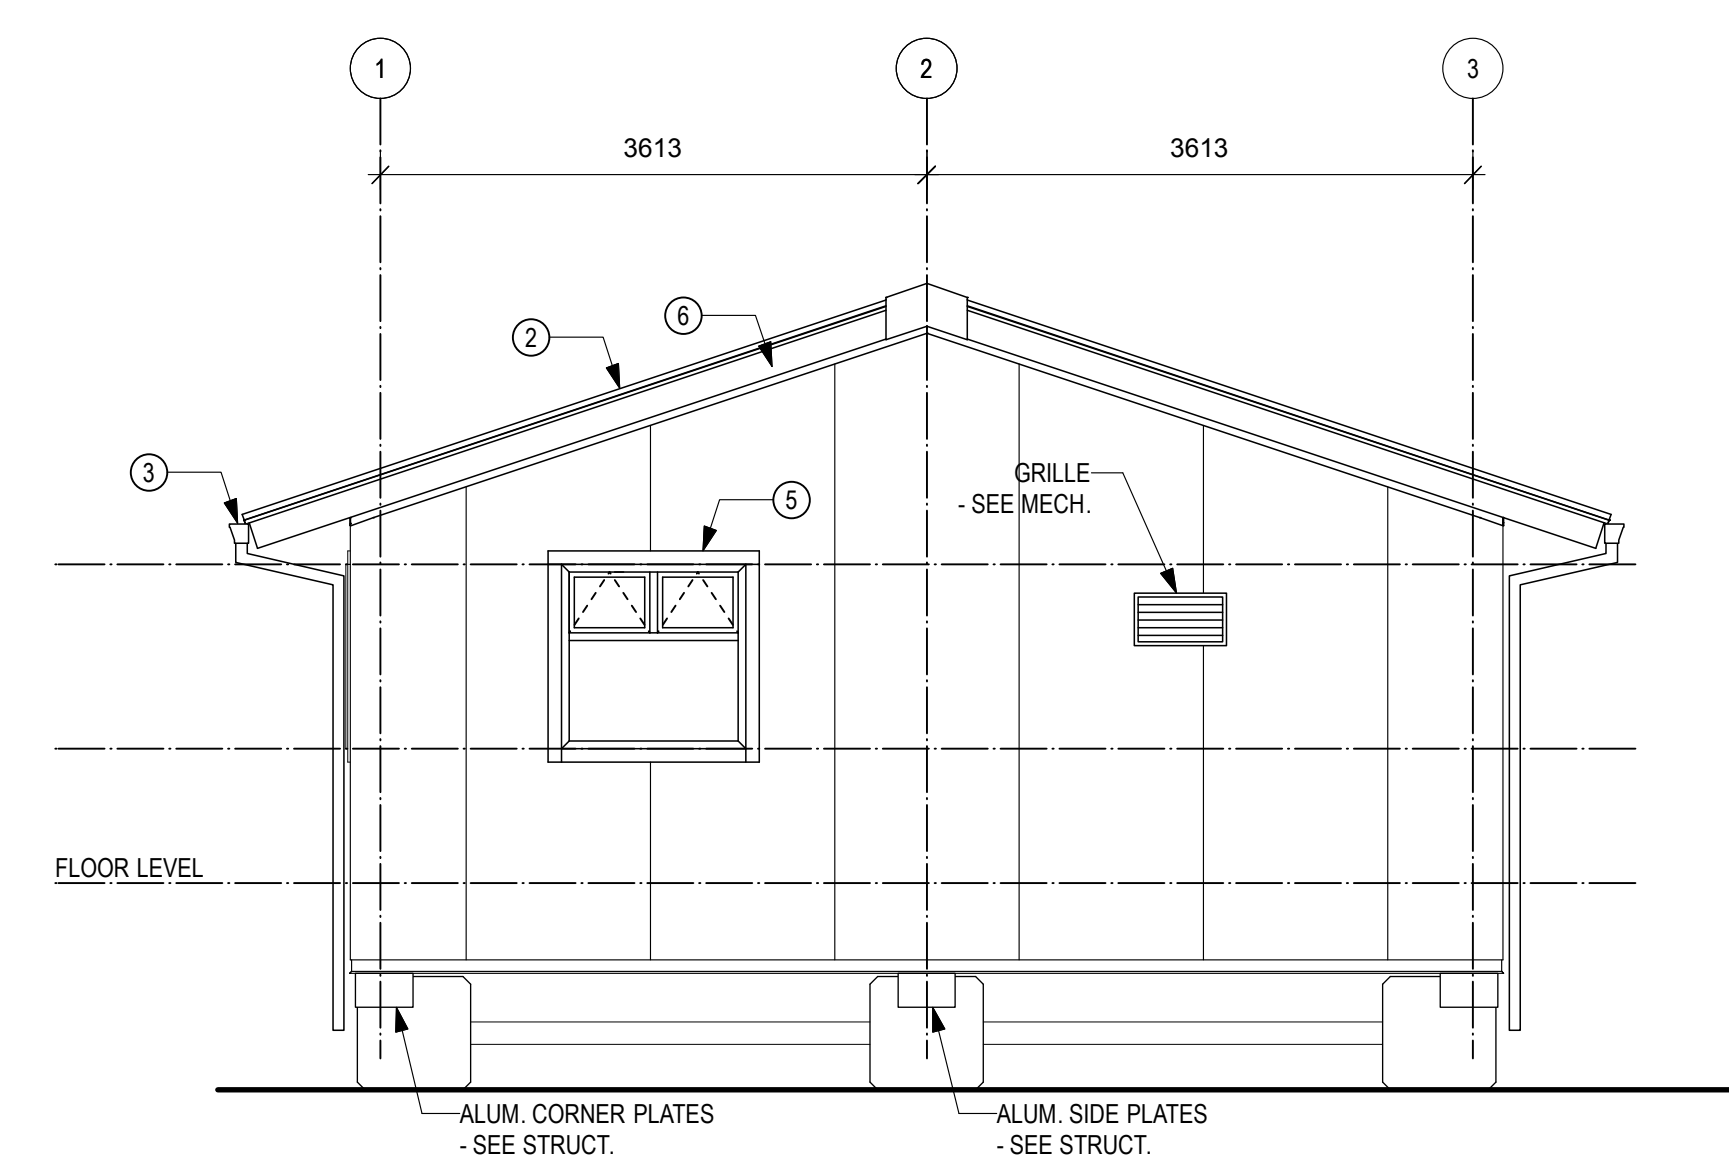 1
2
3
3613
3613
6
2
3
5
GRILLE
- SEE MECH.
FLOOR LEVEL
ALUM. CORNER PLATES
- SEE STRUCT.
ALUM. SIDE PLATES
- SEE STRUCT.